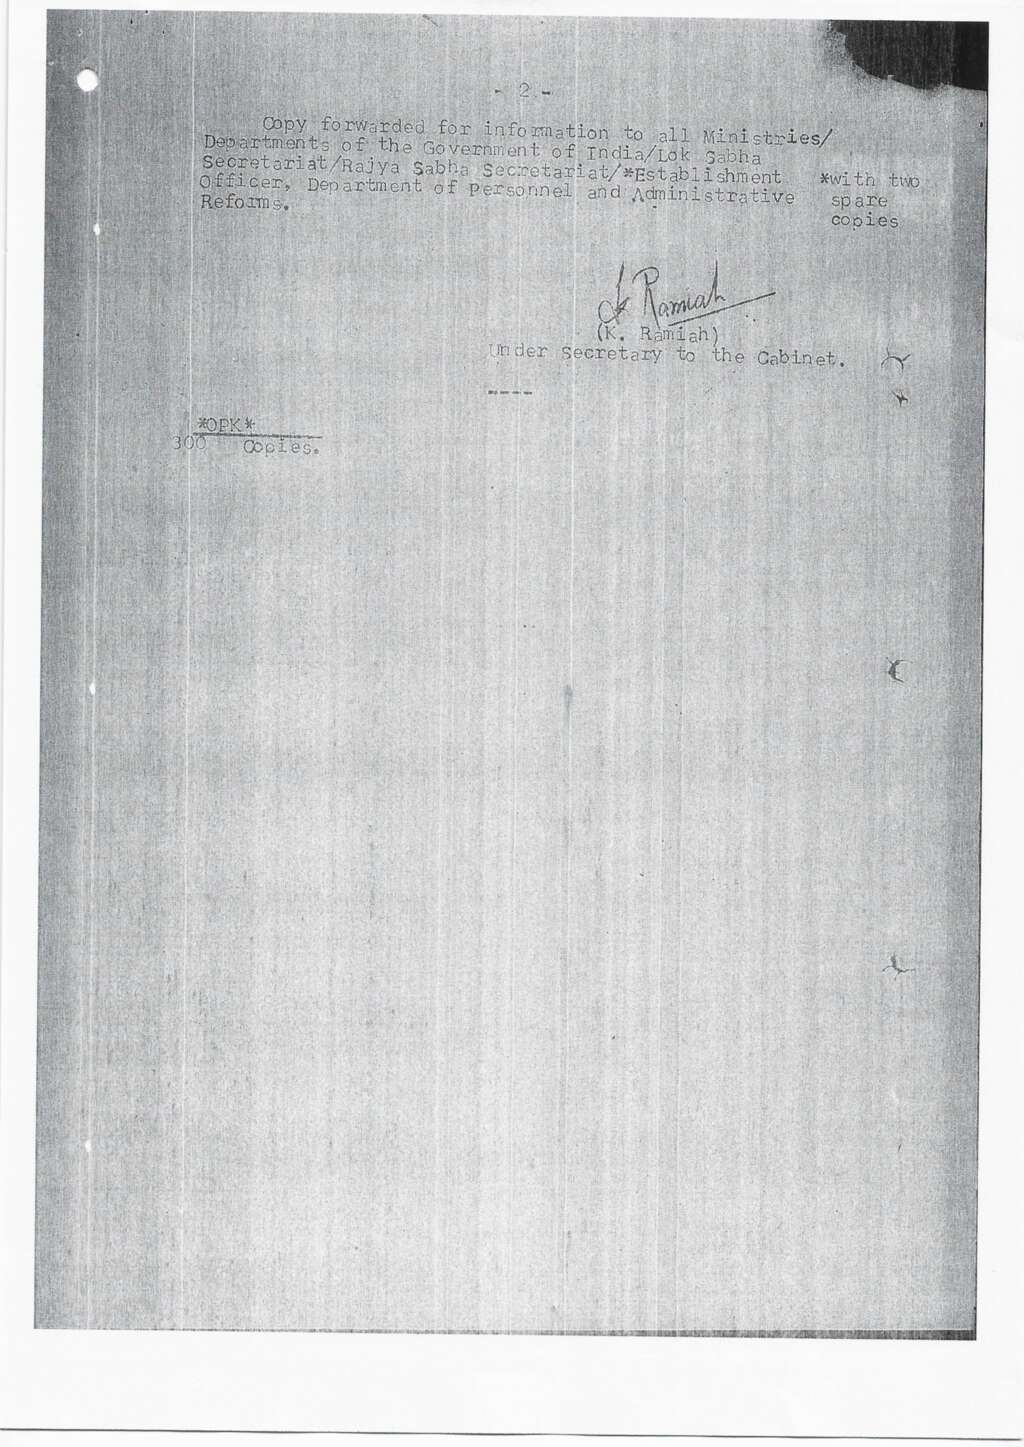 - 2 -
Copy forwarded for information to all Ministries/
Departments of the Government of India/Lok Sabha
Secretariat/Rajya Sabha Secretariat/*Establishment
Officer, Department of Personnel and Administrative
Reforms.
*with two
spare
copies
K Ramiah
(K. Ramiah)
Under Secretary to the Cabinet.
-----
*OPK*
300 Copies.